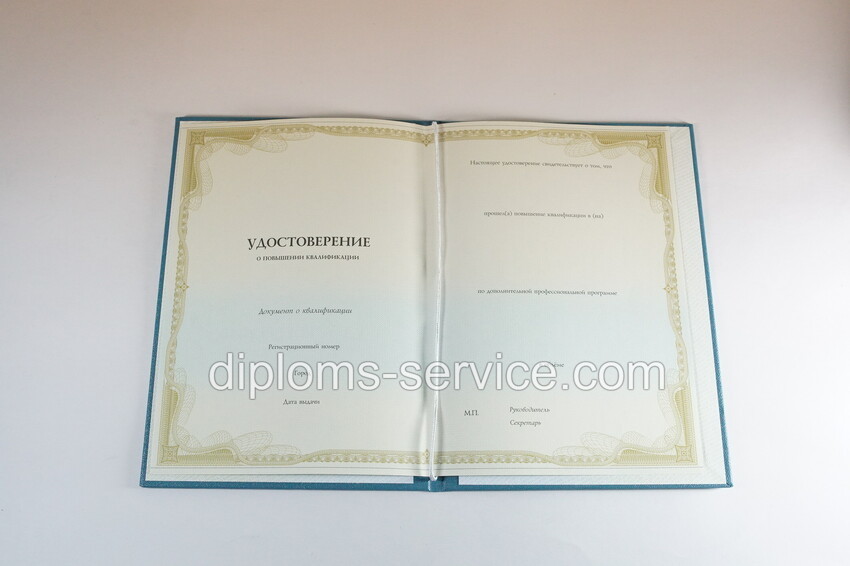 УДОСТОВЕРЕНИЕ
О ПОВЫШЕНИИ КВАЛИФИКАЦИИ
Документ о квалификации
Регистрационный номер
Город
Дата выдачи
Настоящее удостоверение свидетельствует о том, что
прошел(а) повышение квалификации в (на)
по дополнительной профессиональной программе
М.П.
Руководитель
Секретарь
diploms-service.com